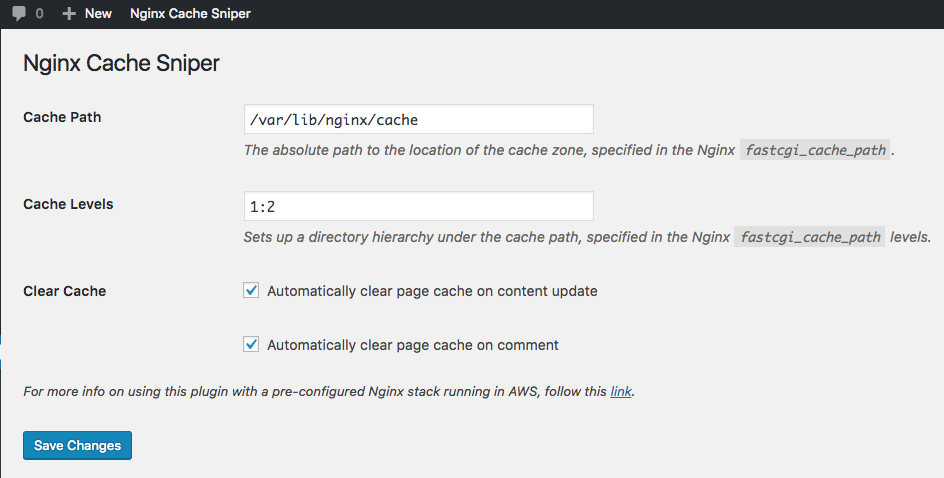 0 New Nginx Cache Sniper
Nginx Cache Sniper
Cache Path
/var/lib/nginx/cache
The absolute path to the location of the cache zone, specified in the Nginx fastcgi_cache_path.
Cache Levels
1:2
Sets up a directory hierarchy under the cache path, specified in the Nginx fastcgi_cache_path levels.
Clear Cache
Automatically clear page cache on content update
Automatically clear page cache on comment
For more info on using this plugin with a pre-configured Nginx stack running in AWS, follow this link.
Save Changes